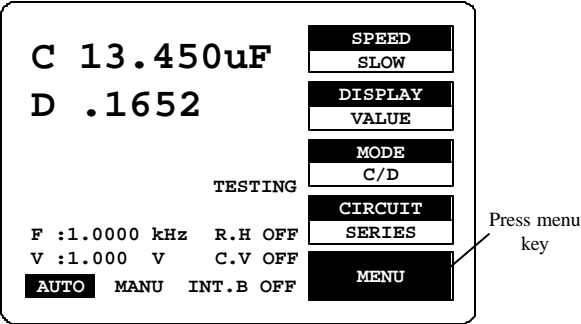 C 13.450uF
D .1652
TESTING
F :1.0000 kHz R.H OFF
V :1.000 V C.V OFF
AUTO MANU INT.B OFF
SPEED
SLOW
DISPLAY
VALUE
MODE
C/D
CIRCUIT
SERIES
MENU
Press menu
key